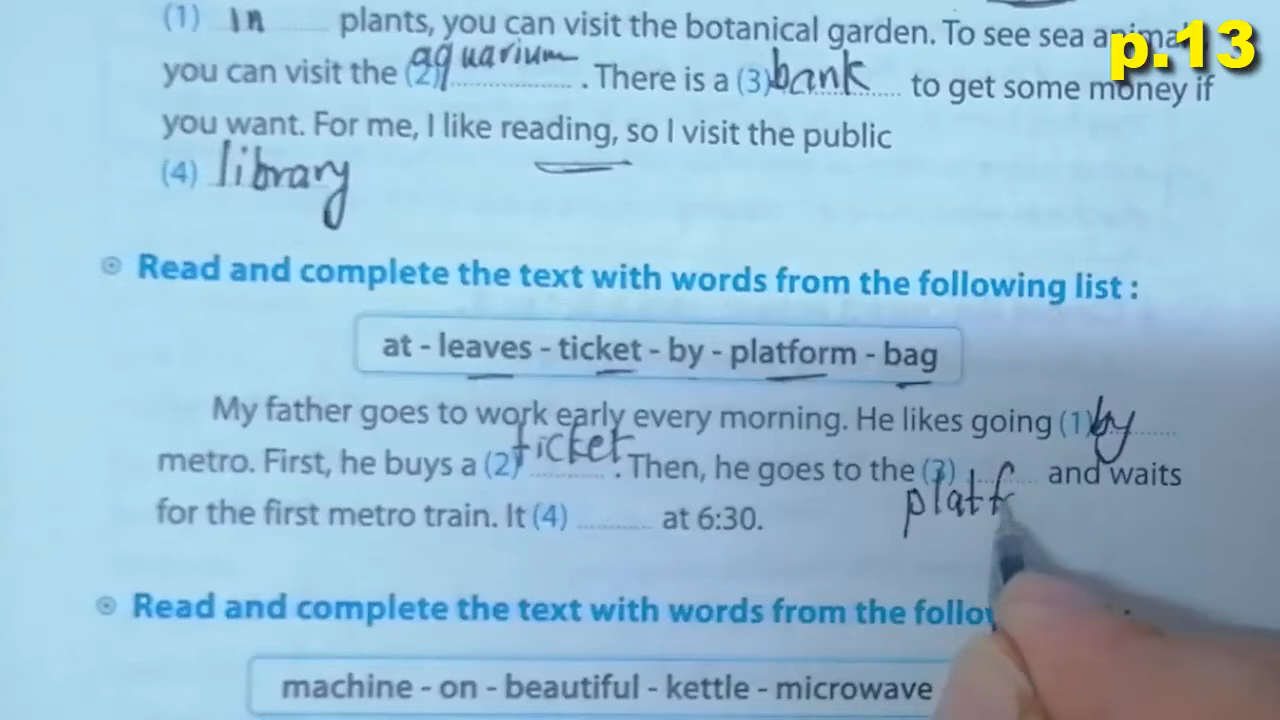 p.13
(1) in plants, you can visit the botanical garden. To see sea
you can visit the (2) aquarium. There is a (3) bank to get some money if
you want. For me, I like reading, so I visit the public
(4) library
Read and complete the text with words from the following list :
at - leaves - ticket - by - platform - bag
My father goes to work early every morning. He likes going (1) by
metro. First, he buys a (2) ticket. Then, he goes to the (3) platf and waits
for the first metro train. It (4) ........ at 6:30.
Read and complete the text with words from the
machine - on - beautiful - kettle - microwave